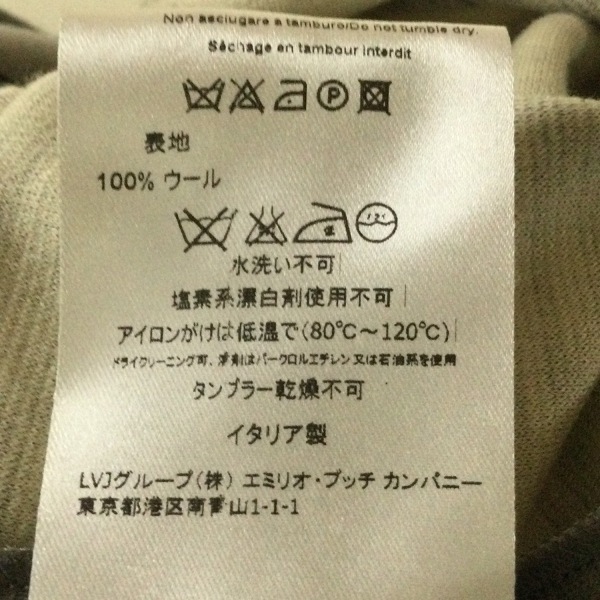 Non asciugare a tamburo/Do not tumble dry.
Séchage en tambour interdit
P
表地
100% ウール
水洗い不可
塩素系漂白剤使用不可
アイロンがけは低温で(80℃～120℃)
ドライクリーニング可、溶剤はパークロルエチレン又は石油系を使用
タンブラー乾燥不可
イタリア製
LVJグループ(株) エミリオ・プッチ カンパニー
東京都港区南青山1-1-1